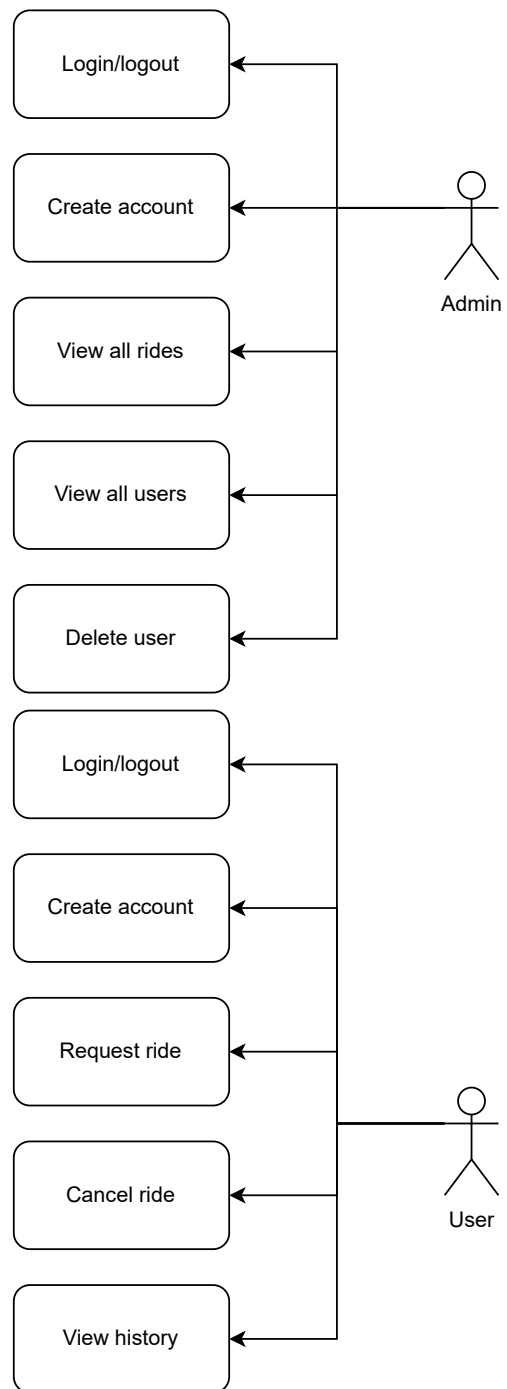 Login/logout
Create account
Admin
View all rides
View all users
Delete user
Login/logout
Create account
Request ride
Cancel ride
User
View history